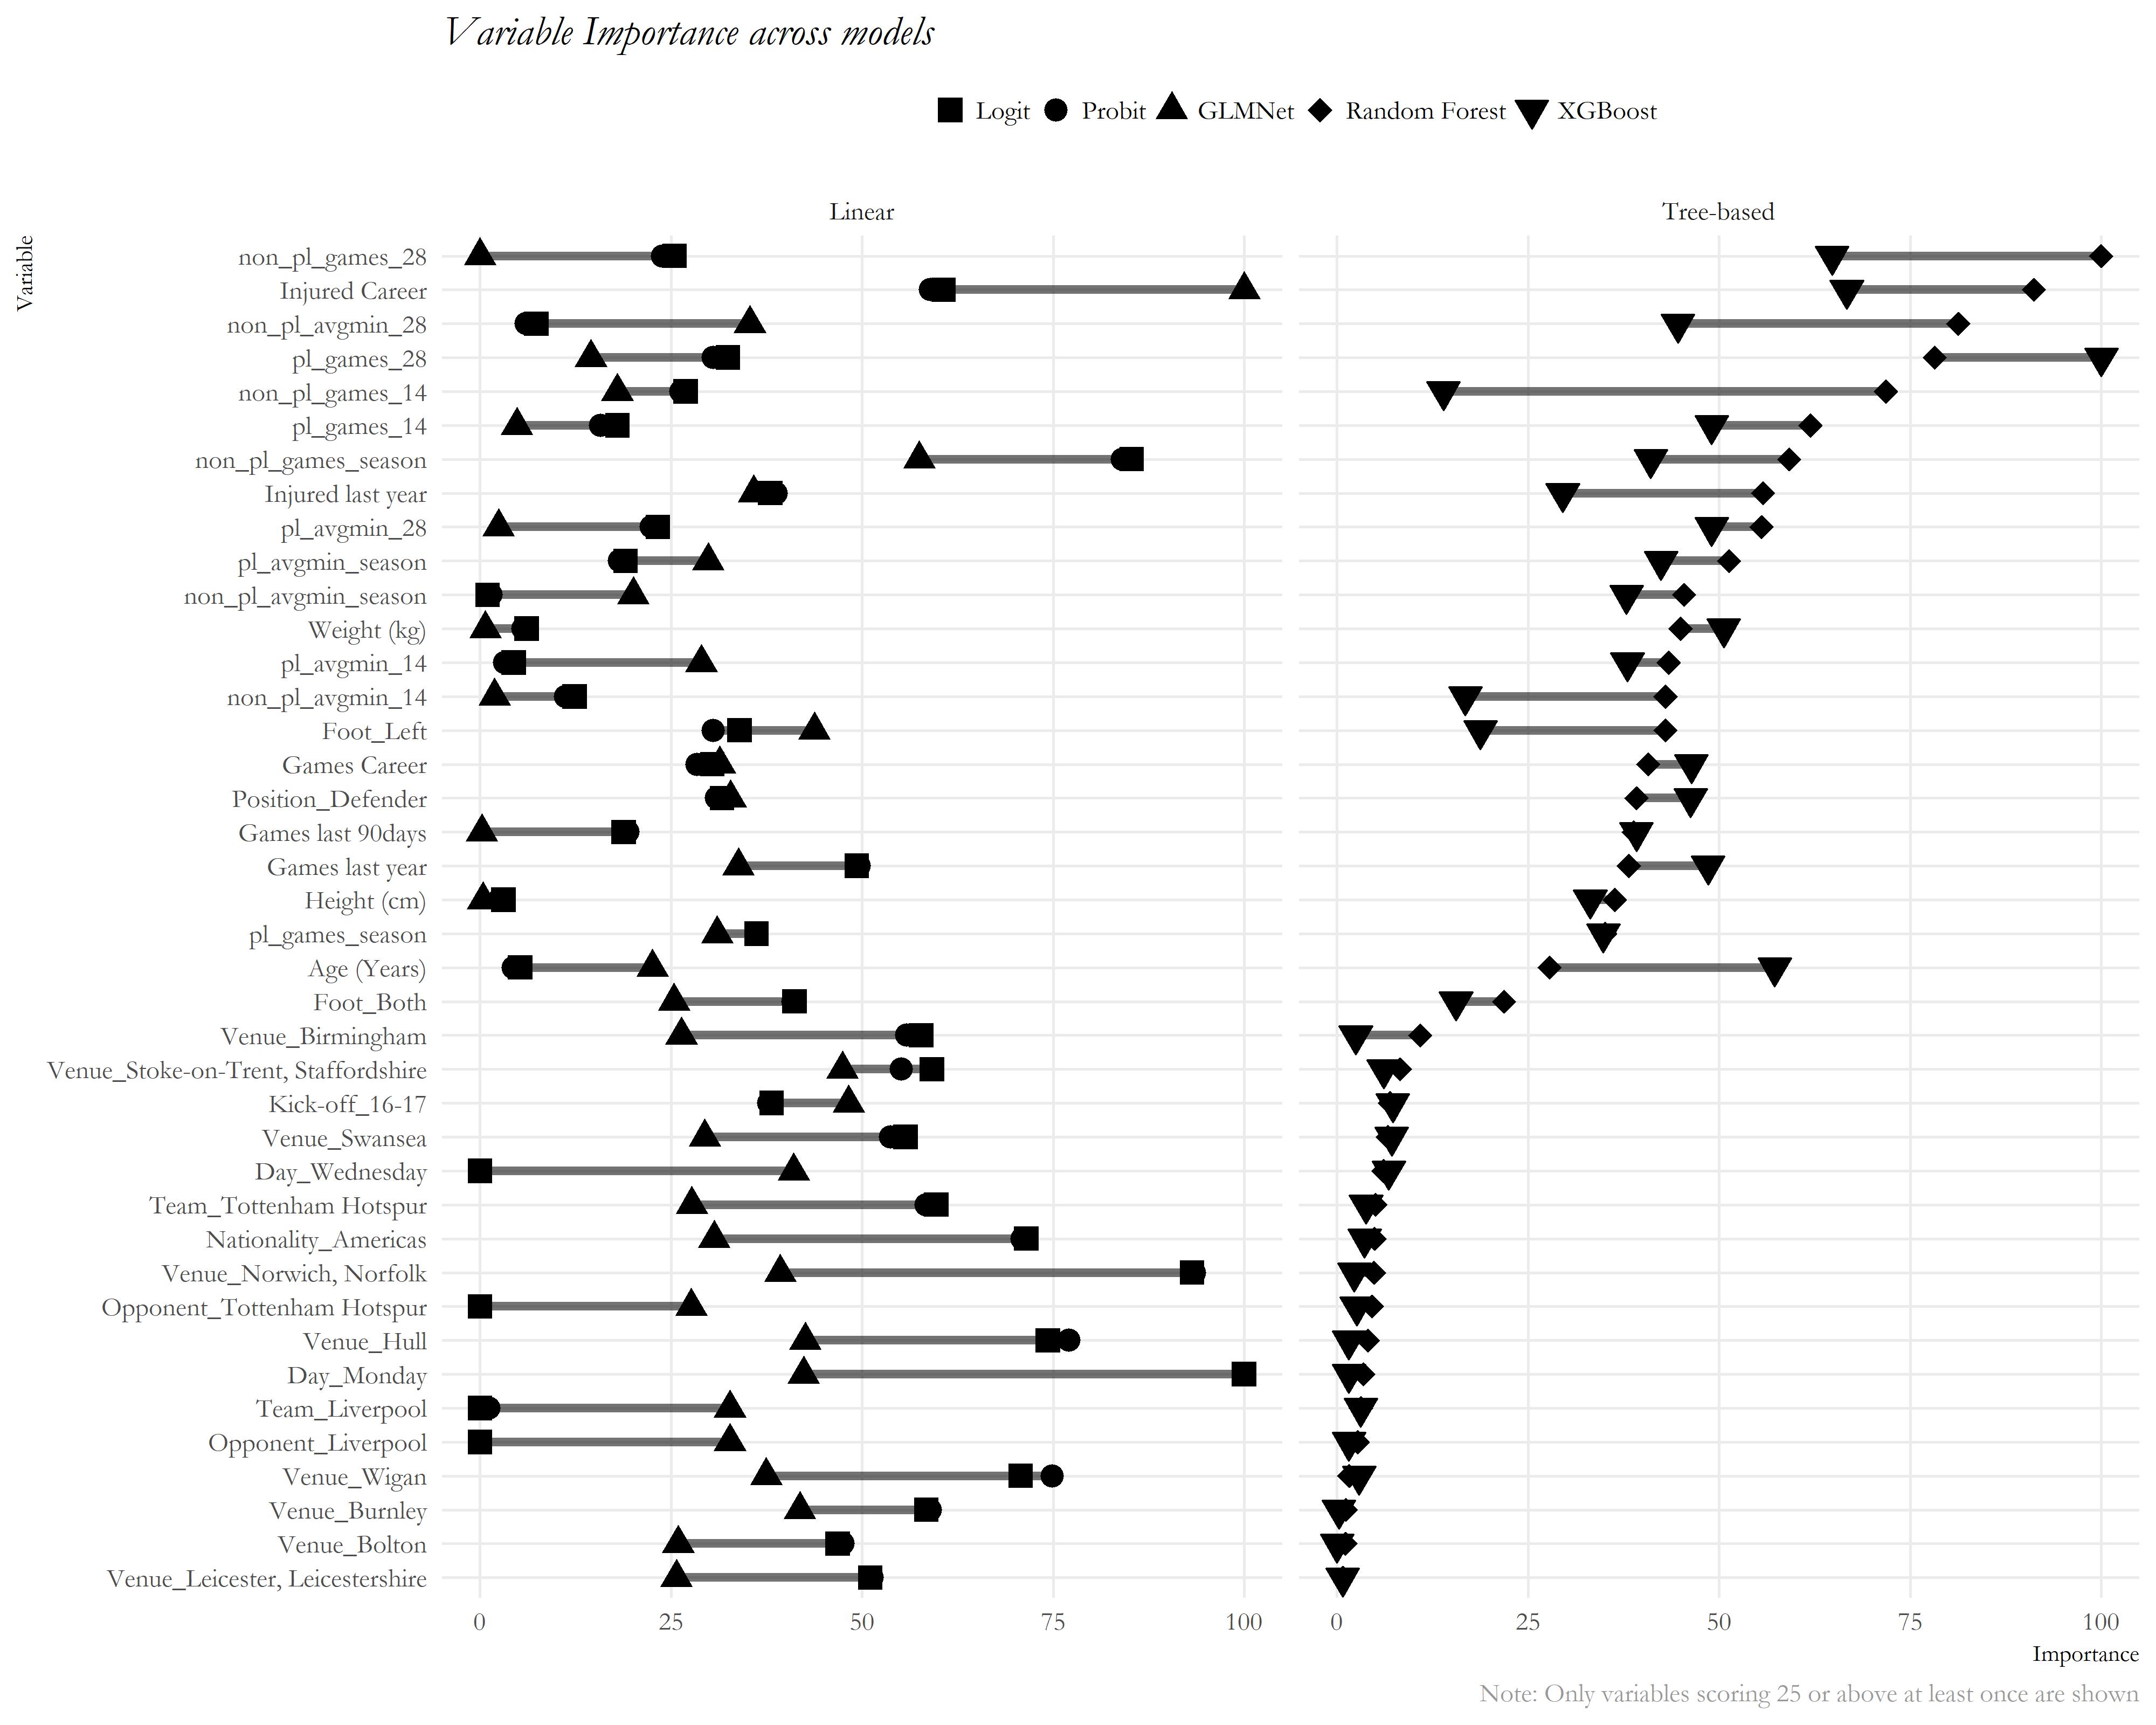 Variable Importance across models
Logit Probit GLMNet Random Forest XGBoost
Linear Tree-based
Variable
non_pl_games_28
Injured Career
non_pl_avgmin_28
pl_games_28
non_pl_games_14
pl_games_14
non_pl_games_season
Injured last year
pl_avgmin_28
pl_avgmin_season
non_pl_avgmin_season
Weight (kg)
pl_avgmin_14
non_pl_avgmin_14
Foot_Left
Games Career
Position_Defender
Games last 90days
Games last year
Height (cm)
pl_games_season
Age (Years)
Foot_Both
Venue_Birmingham
Venue_Stoke-on-Trent, Staffordshire
Kick-off_16-17
Venue_Swansea
Day_Wednesday
Team_Tottenham Hotspur
Nationality_Americas
Venue_Norwich, Norfolk
Opponent_Tottenham Hotspur
Venue_Hull
Day_Monday
Team_Liverpool
Opponent_Liverpool
Venue_Wigan
Venue_Burnley
Venue_Bolton
Venue_Leicester, Leicestershire
0 25 50 75 100 0 25 50 75 100
Importance
Note: Only variables scoring 25 or above at least once are shown